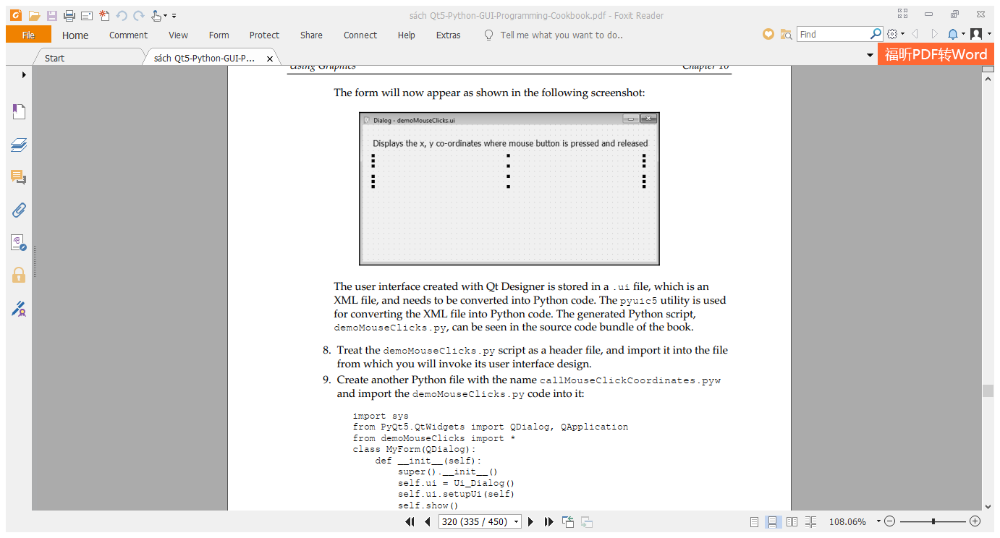 sách Qt5-Python-GUI-Programming-Cookbook.pdf - Foxit Reader
File Home Comment View Form Protect Share Connect Help Extras Tell me what you want to do.. Find
Start sách Qt5-Python-GUI-P... 福昕PDF转Word
Using Graphics Chapter 10
The form will now appear as shown in the following screenshot:
Dialog - demoMouseClicks.ui
Displays the x, y co-ordinates where mouse button is pressed and released
The user interface created with Qt Designer is stored in a .ui file, which is an
XML file, and needs to be converted into Python code. The pyuic5 utility is used
for converting the XML file into Python code. The generated Python script,
demoMouseClicks.py, can be seen in the source code bundle of the book.
8. Treat the demoMouseClicks.py script as a header file, and import it into the file
from which you will invoke its user interface design.
9. Create another Python file with the name callMouseClickCoordinates.pyw
and import the demoMouseClicks.py code into it:
import sys
from PyQt5.QtWidgets import QDialog, QApplication
from demoMouseClicks import *
class MyForm(QDialog):
    def __init__(self):
        super().__init__()
        self.ui = Ui_Dialog()
        self.ui.setupUi(self)
        self.show()
320 (335 / 450) 108.06%